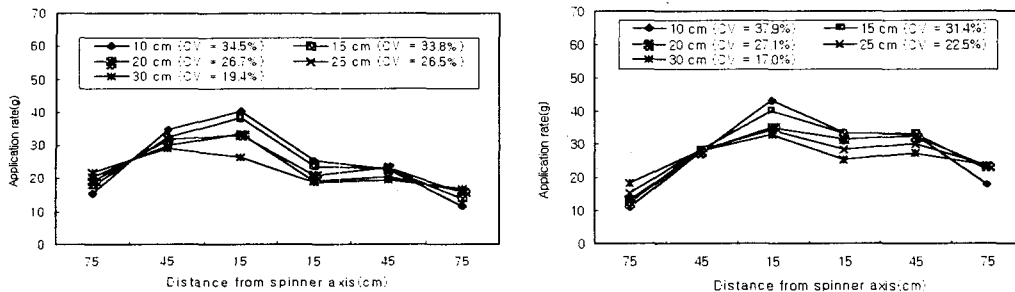 70
60
50
40
30
20
10
0
Application rate(g)
10 cm (CV = 34.5%)
15 cm (CV = 33.8%)
20 cm (CV = 26.7%)
25 cm (CV = 26.5%)
30 cm (CV = 19.4%)
75 45 15 15 45 75
Distance from spinner axis(cm)
70
60
50
40
30
20
10
0
Application rate(g)
10 cm (CV = 37.9%)
15 cm (CV = 31.4%)
20 cm (CV = 27.1%)
25 cm (CV = 22.5%)
30 cm (CV = 17.0%)
75 45 15 15 45 75
Distance from spinner axis(cm)